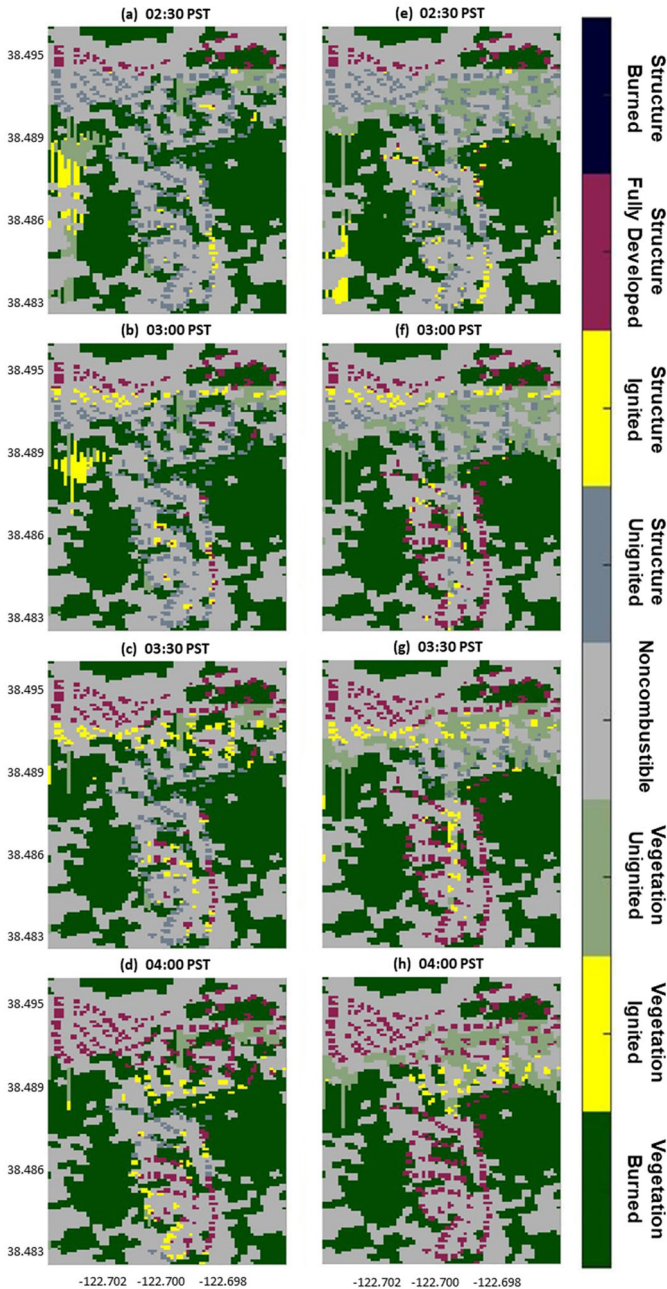 (a) 02:30 PST
(e) 02:30 PST
38.495
38.489
38.486
38.483
(b) 03:00 PST
(f) 03:00 PST
38.495
38.489
38.486
38.483
(c) 03:30 PST
(g) 03:30 PST
38.495
38.489
38.486
38.483
(d) 04:00 PST
(h) 04:00 PST
38.495
38.489
38.486
38.483
-122.702 -122.700 -122.698
-122.702 -122.700 -122.698
Structure
Burned
Structure
Fully Developed
Structure
Ignited
Structure
Unignited
Noncombustible
Vegetation
Unignited
Vegetation
Ignited
Vegetation
Burned